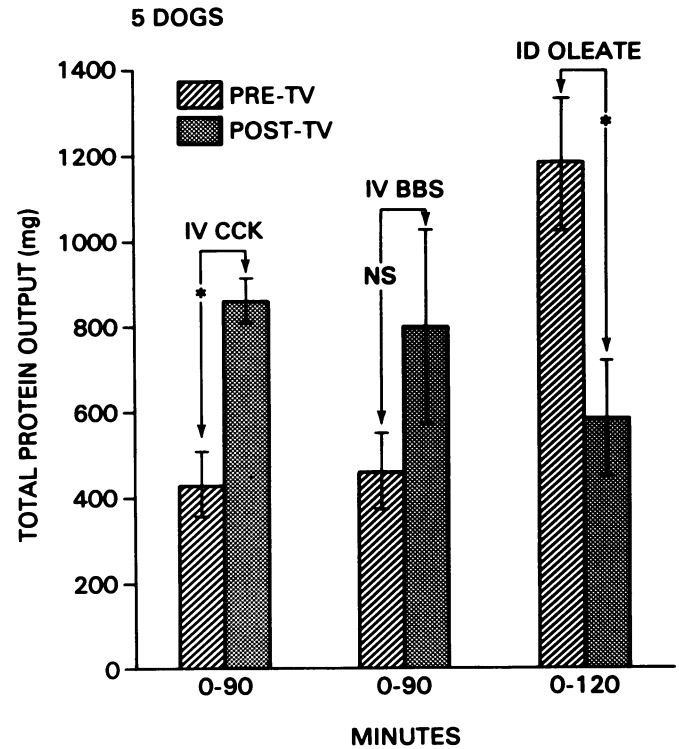 5 DOGS
ID OLEATE
1400
PRE-TV
POST-TV
*
1200
IV BBS
IV CCK
1000
NS
*
800
600
400
200
0
TOTAL PROTEIN OUTPUT (mg)
0-90
0-90
0-120
MINUTES